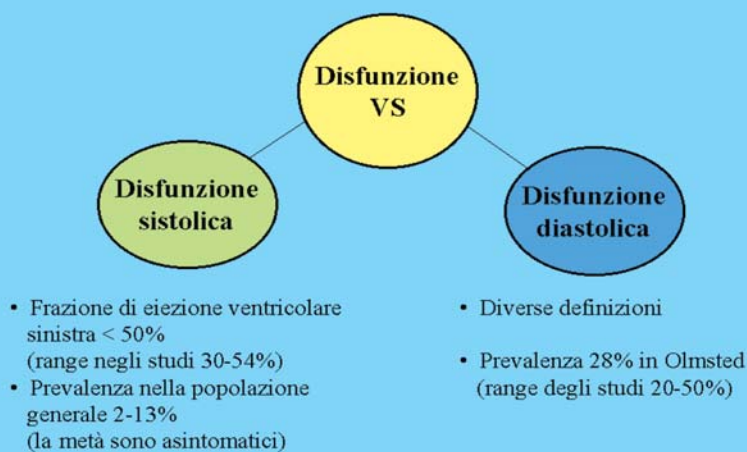 Disfunzione
VS
Disfunzione
sistolica
Disfunzione
diastolica
• Frazione di eiezione ventricolare
sinistra < 50%
(range negli studi 30-54%)
• Prevalenza nella popolazione
generale 2-13%
(la metà sono asintomatici)
• Diverse definizioni
• Prevalenza 28% in Olmsted
(range degli studi 20-50%)